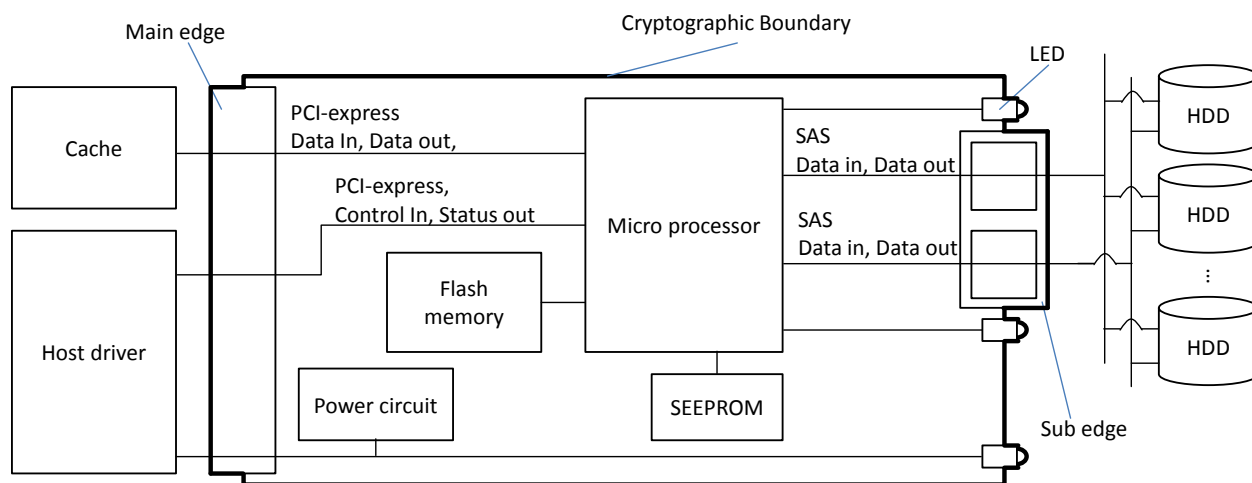 Cryptographic Boundary
Main edge
LED
Cache
PCI-express
Data In, Data out,
PCI-express,
Control In, Status out
Micro processor
SAS
Data in, Data out
SAS
Data in, Data out
HDD
HDD
...
HDD
Host driver
Flash
memory
Power circuit
SEEPROM
Sub edge